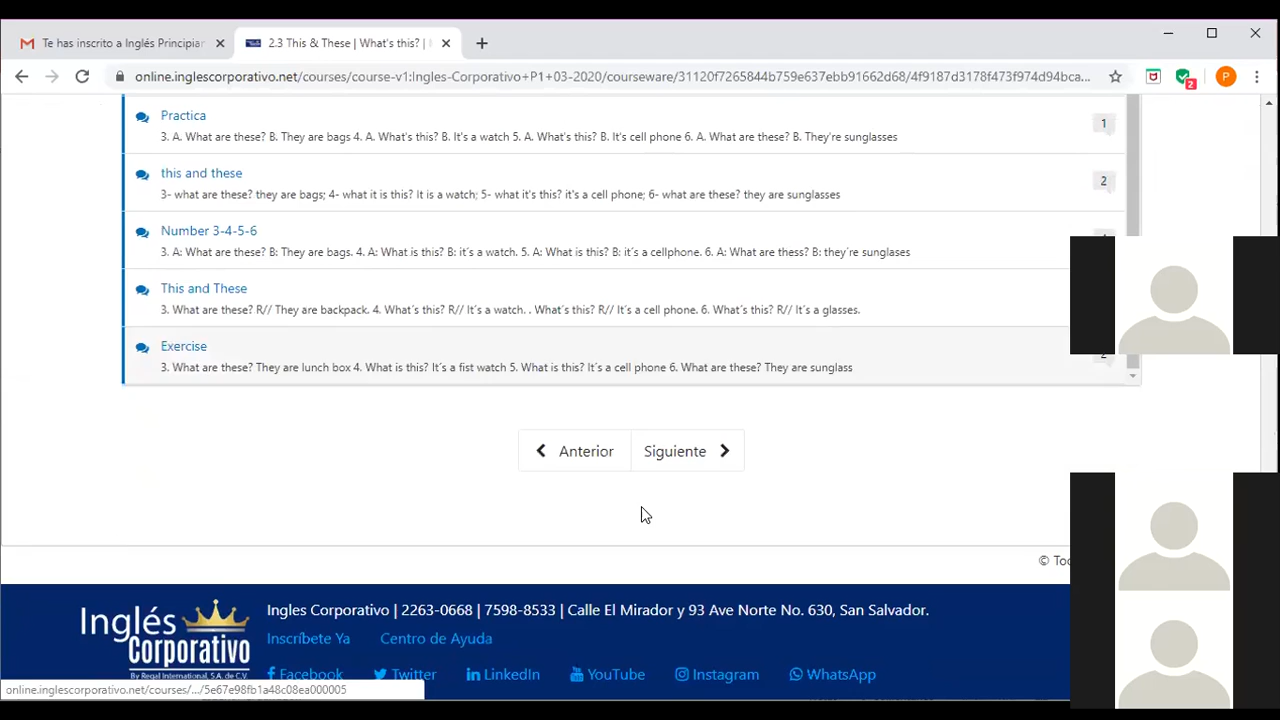 Te has inscrito a Inglés Principian
2.3 This & These | What's this? |
online.inglescorporativo.net/courses/course-v1:Ingles-Corporativo+P1+03-2020/courseware/31120f7265844b759e637ebb91662d68/4f9187d3178f473f974d94bca...
2
P
Practica
3. A. What are these? B. They are bags 4. A. What's this? B. It's a watch 5. A. What's this? B. It's cell phone 6. A. What are these? B. They're sunglasses
1
this and these
3- what are these? they are bags; 4- what it is this? It is a watch; 5- what it's this? it's a cell phone; 6- what are these? they are sunglasses
2
Number 3-4-5-6
3. A: What are these? B: They are bags. 4. A: What is this? B: it´s a watch. 5. A: What is this? B: it´s a cellphone. 6. A: What are thess? B: they´re sunglases
This and These
3. What are these? R// They are backpack. 4. What´s this? R// It´s a watch. . What´s this? R// It´s a cell phone. 6. What´s this? R// It´s a glasses.
Exercise
3. What are these? They are lunch box 4. What is this? It´s a fist watch 5. What is this? It´s a cell phone 6. What are these? They are sunglass
Anterior
Siguiente
© Too
Inglés Corporativo
By Regal International, S.A. de C.V.
Ingles Corporativo | 2263-0668 | 7598-8533 | Calle El Mirador y 93 Ave Norte No. 630, San Salvador.
Inscríbete Ya
Centro de Ayuda
Facebook
Twitter
LinkedIn
YouTube
Instagram
WhatsApp
online.inglescorporativo.net/courses/.../5e67e98fb1a48c08ea000005